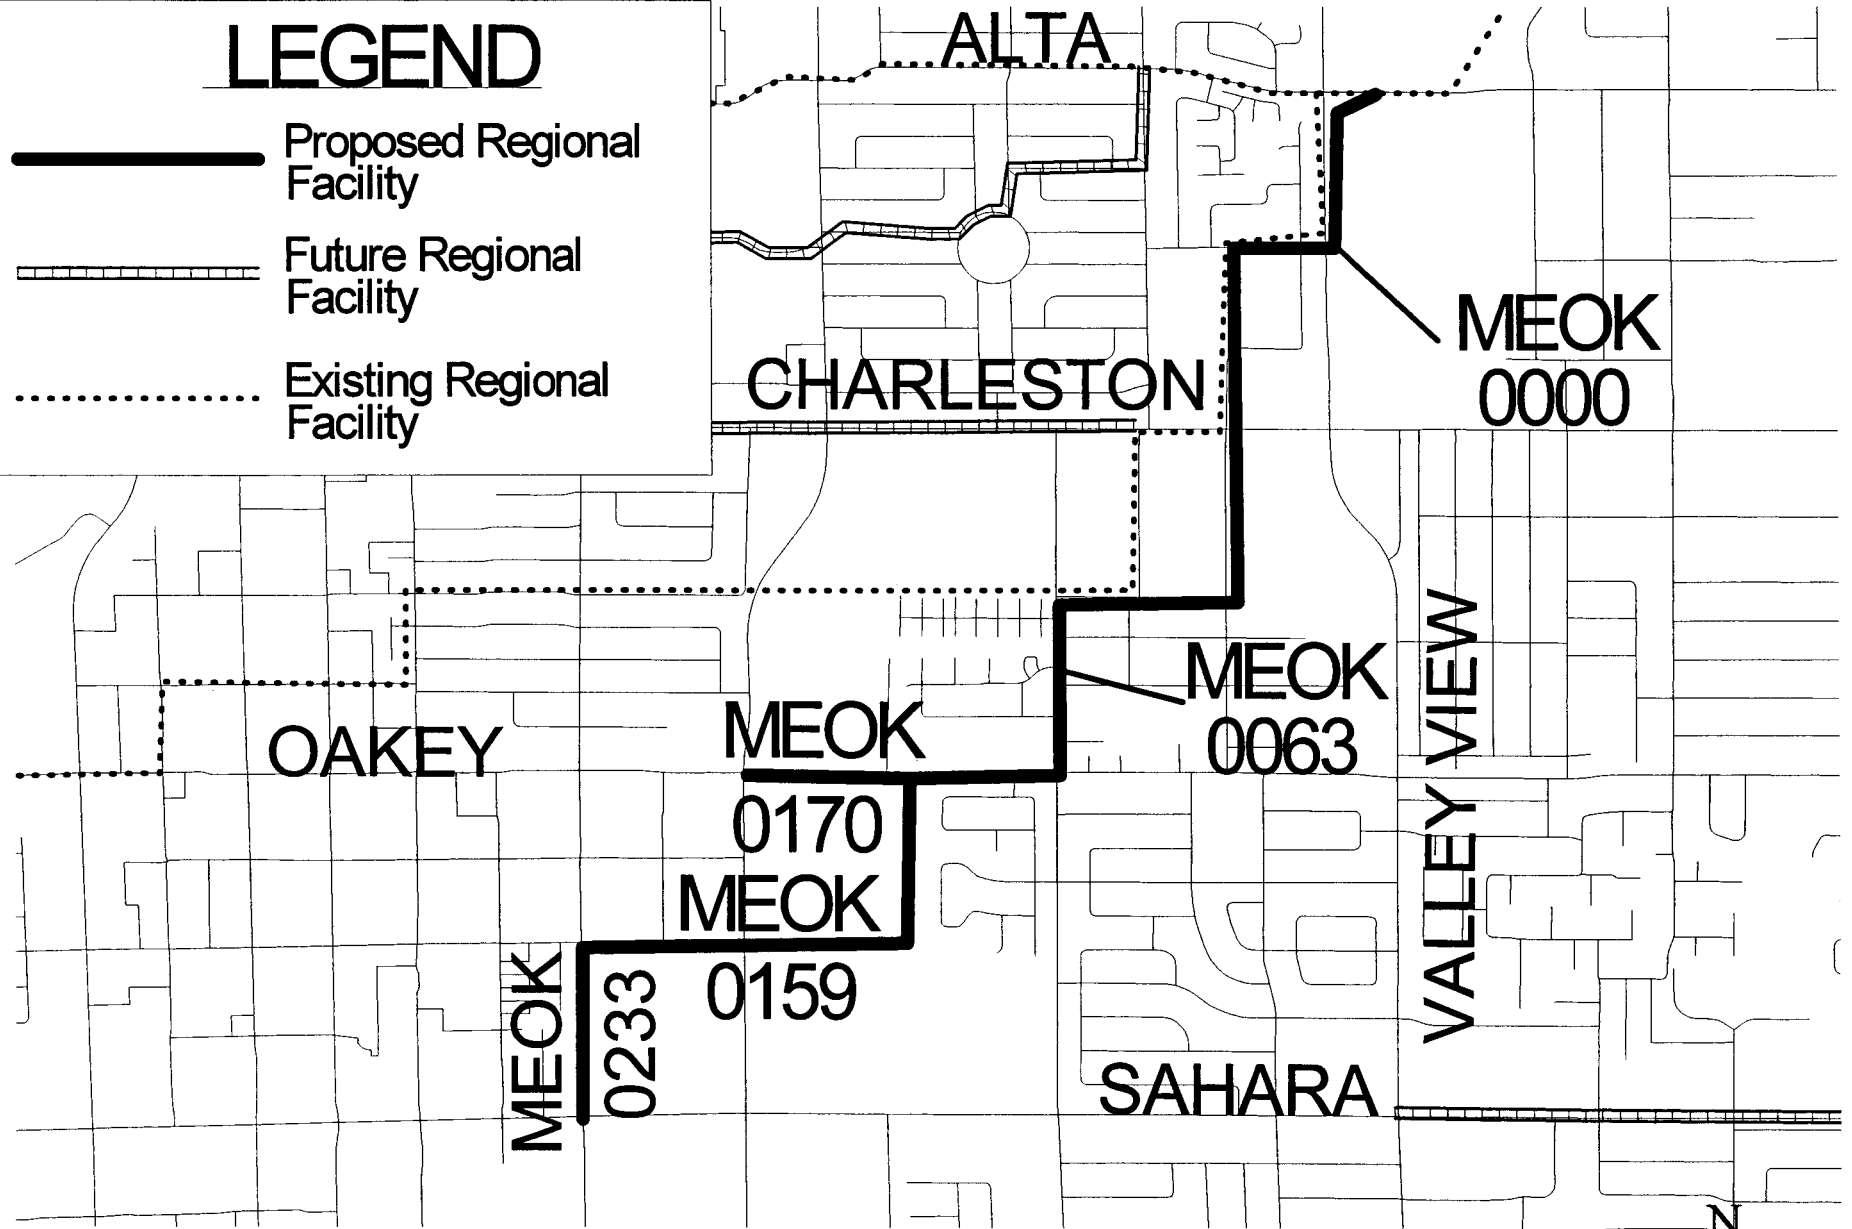 LEGEND
Proposed Regional
Facility
Future Regional
Facility
Existing Regional
Facility
ALTA
MEOK
0000
CHARLESTON
MEOK
0063
VALLEY VIEW
OAKEY
MEOK
0170
MEOK
0159
MEOK
0233
SAHARA
N